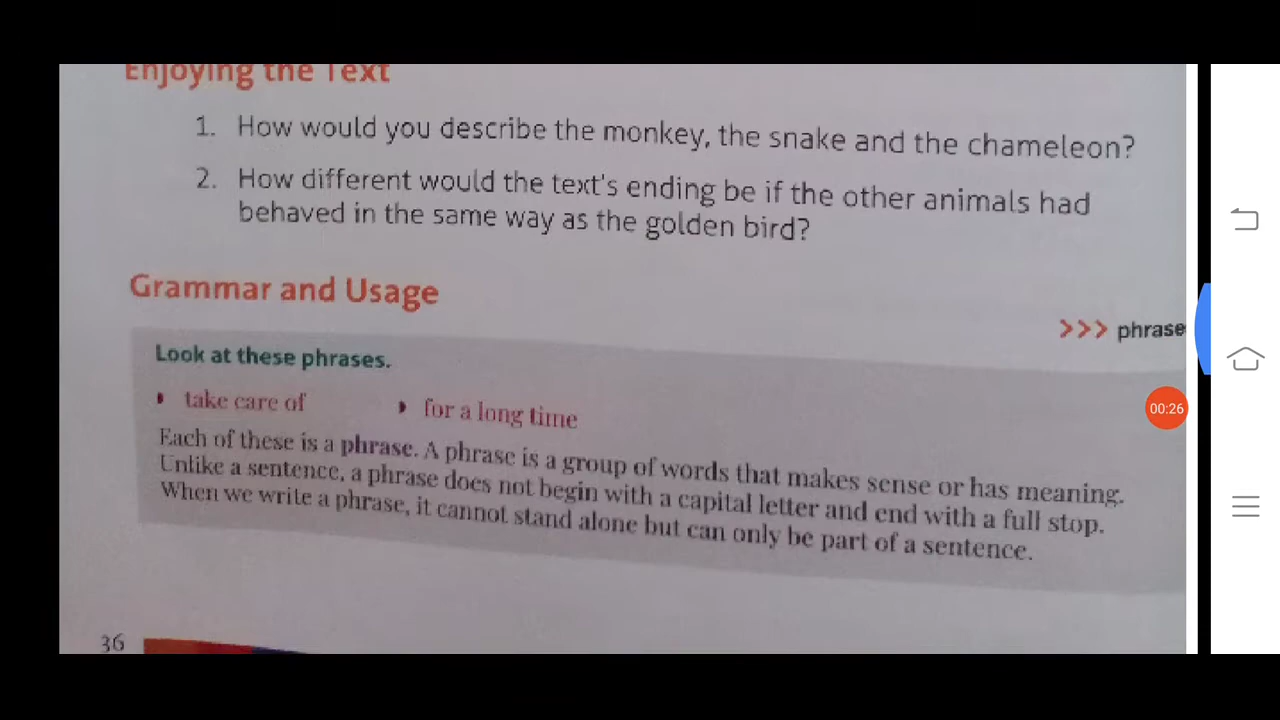 Enjoying the Text
1. How would you describe the monkey, the snake and the chameleon?
2. How different would the text's ending be if the other animals had
behaved in the same way as the golden bird?
Grammar and Usage
>>> phrase
Look at these phrases.
take care of
for a long time
Each of these is a phrase. A phrase is a group of words that makes sense or has meaning.
Unlike a sentence, a phrase does not begin with a capital letter and end with a full stop.
When we write a phrase, it cannot stand alone but can only be part of a sentence.
00:26
36